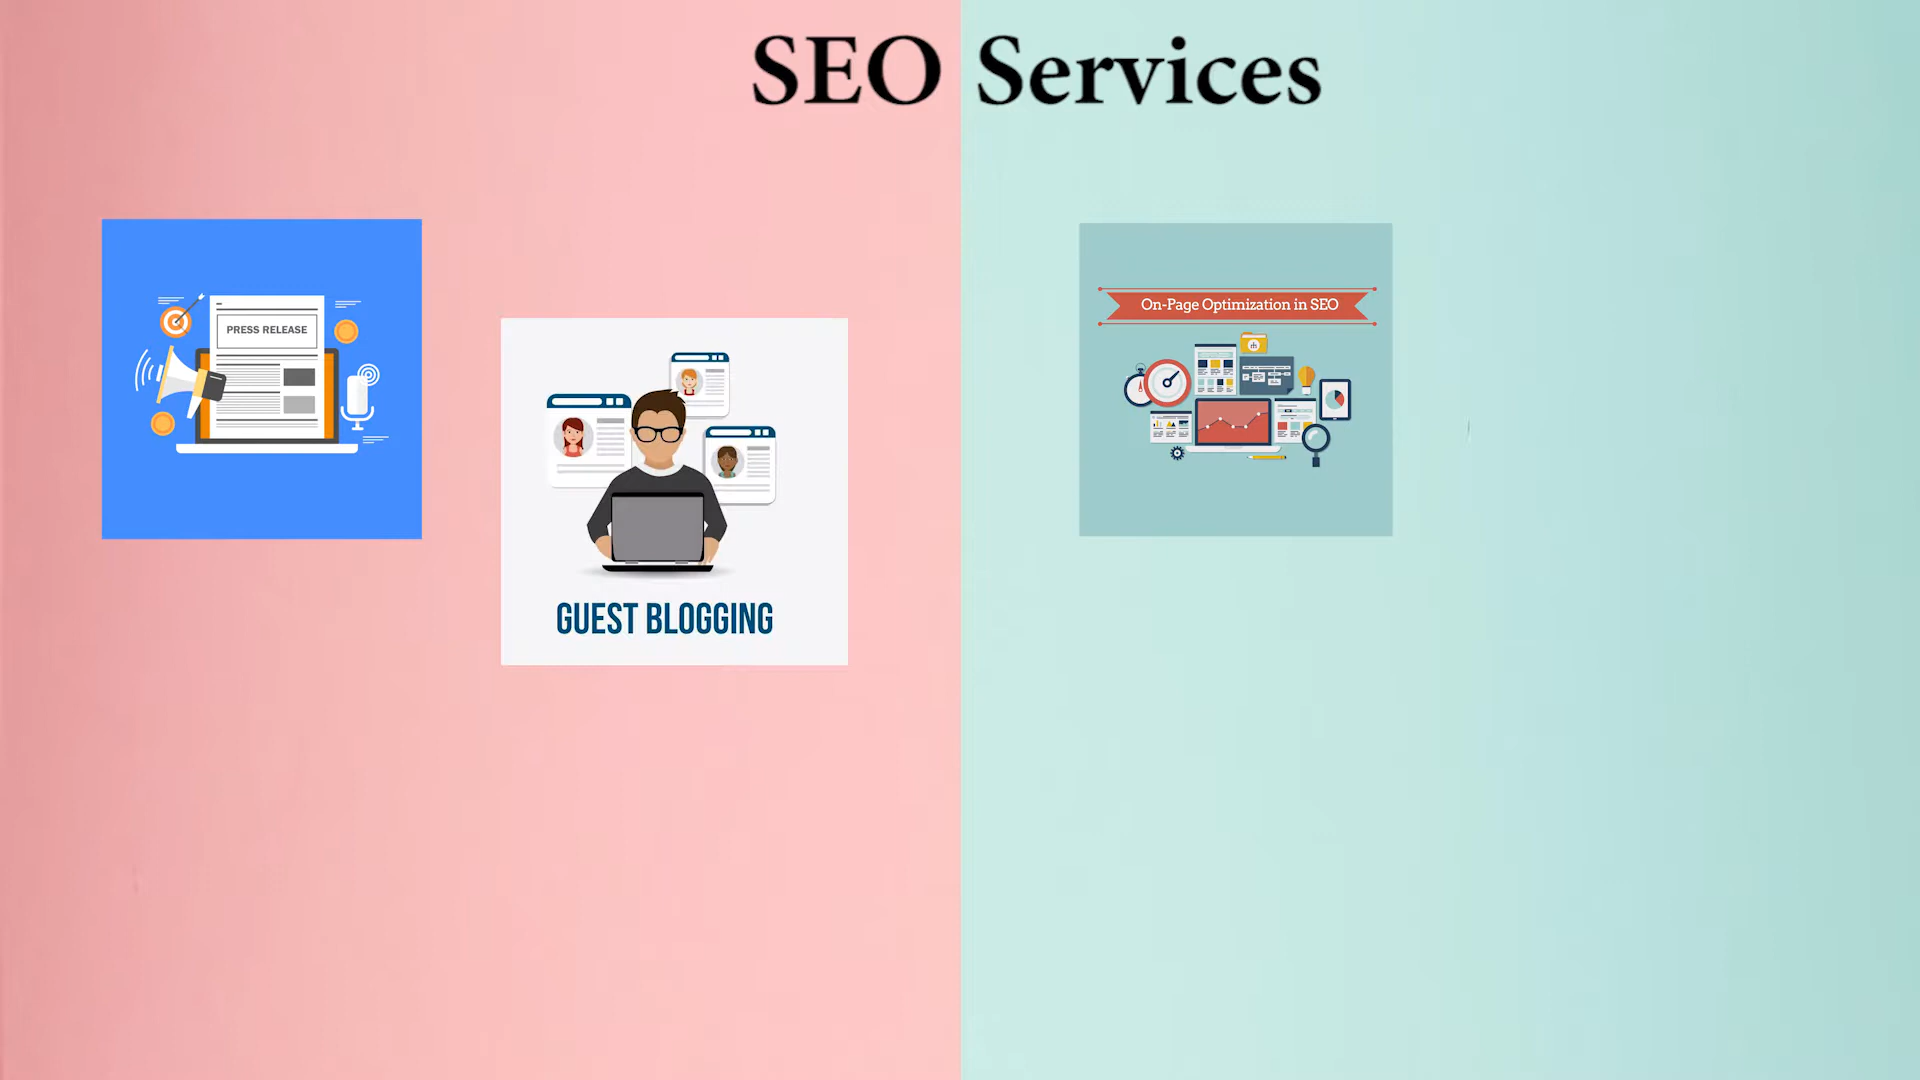 SEO Services
PRESS RELEASE
GUEST BLOGGING
On-Page Optimization in SEO